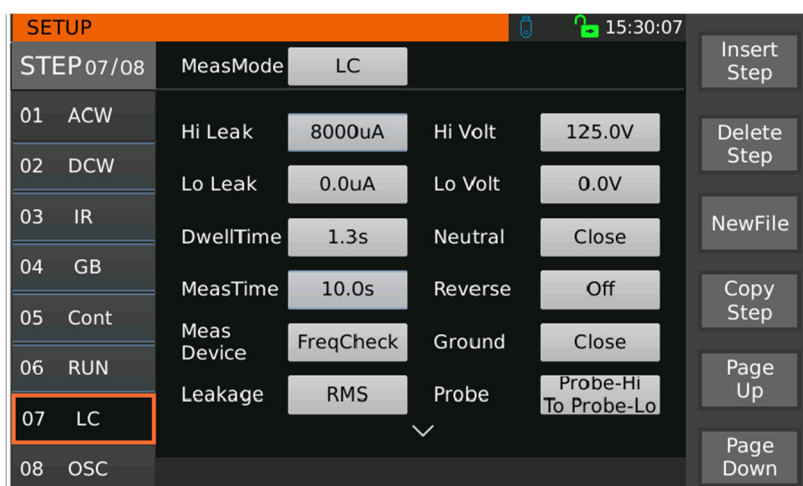 SETUP
15:30:07
STEP 07/08
MeasMode
LC
01 ACW
02 DCW
03 IR
04 GB
05 Cont
06 RUN
07 LC
08 OSC
Hi Leak
8000uA
Hi Volt
125.0V
Lo Leak
0.0uA
Lo Volt
0.0V
DwellTime
1.3s
Neutral
Close
MeasTime
10.0s
Reverse
Off
Meas
Device
FreqCheck
Ground
Close
Leakage
RMS
Probe
Probe-Hi
To Probe-Lo
Insert
Step
Delete
Step
NewFile
Copy
Step
Page
Up
Page
Down